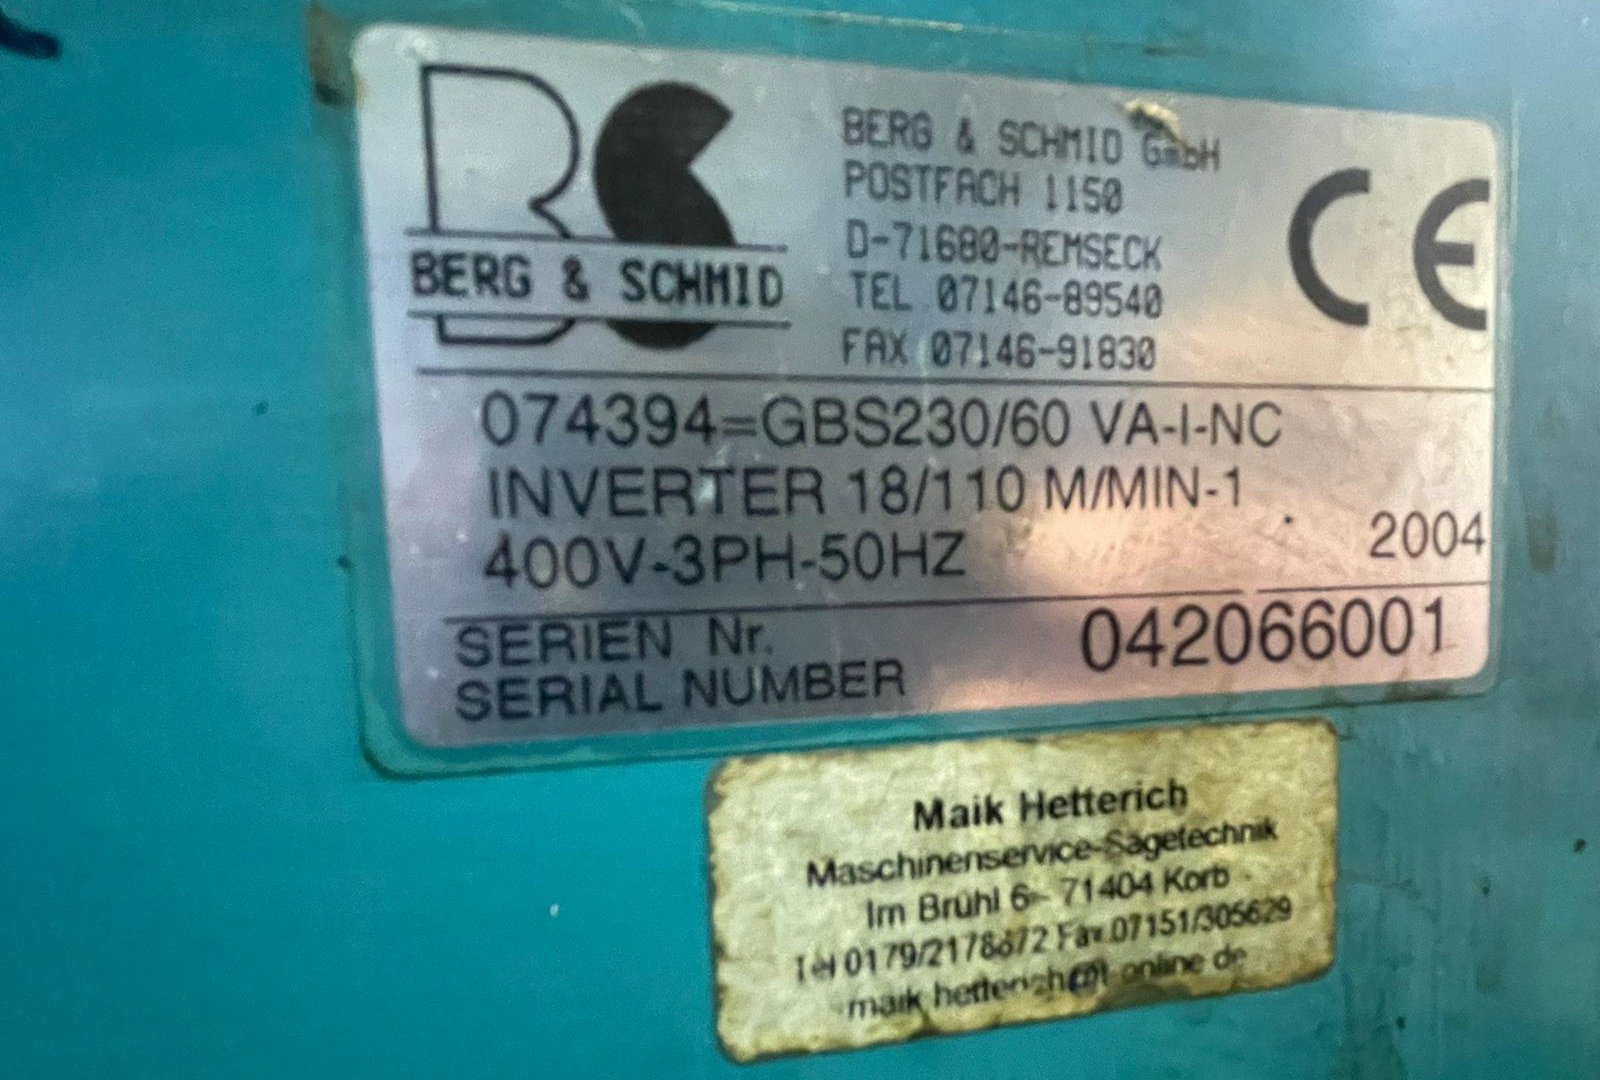 BERG & SCHMID
BERG & SCHMID GmbH
POSTFACH 1150
D-71680-REMSECK
TEL 07146-89540
FAX 07146-91830
CE
074394=GBS230/60 VA-I-NC
INVERTER 18/110 M/MIN-1
400V-3PH-50HZ
2004
SERIEN Nr.
SERIAL NUMBER
042066001
Maik Hetterich
Maschinenservice-Sägetechnik
Im Brühl 6 - 71404 Korb
Tel Fax 07151/305629